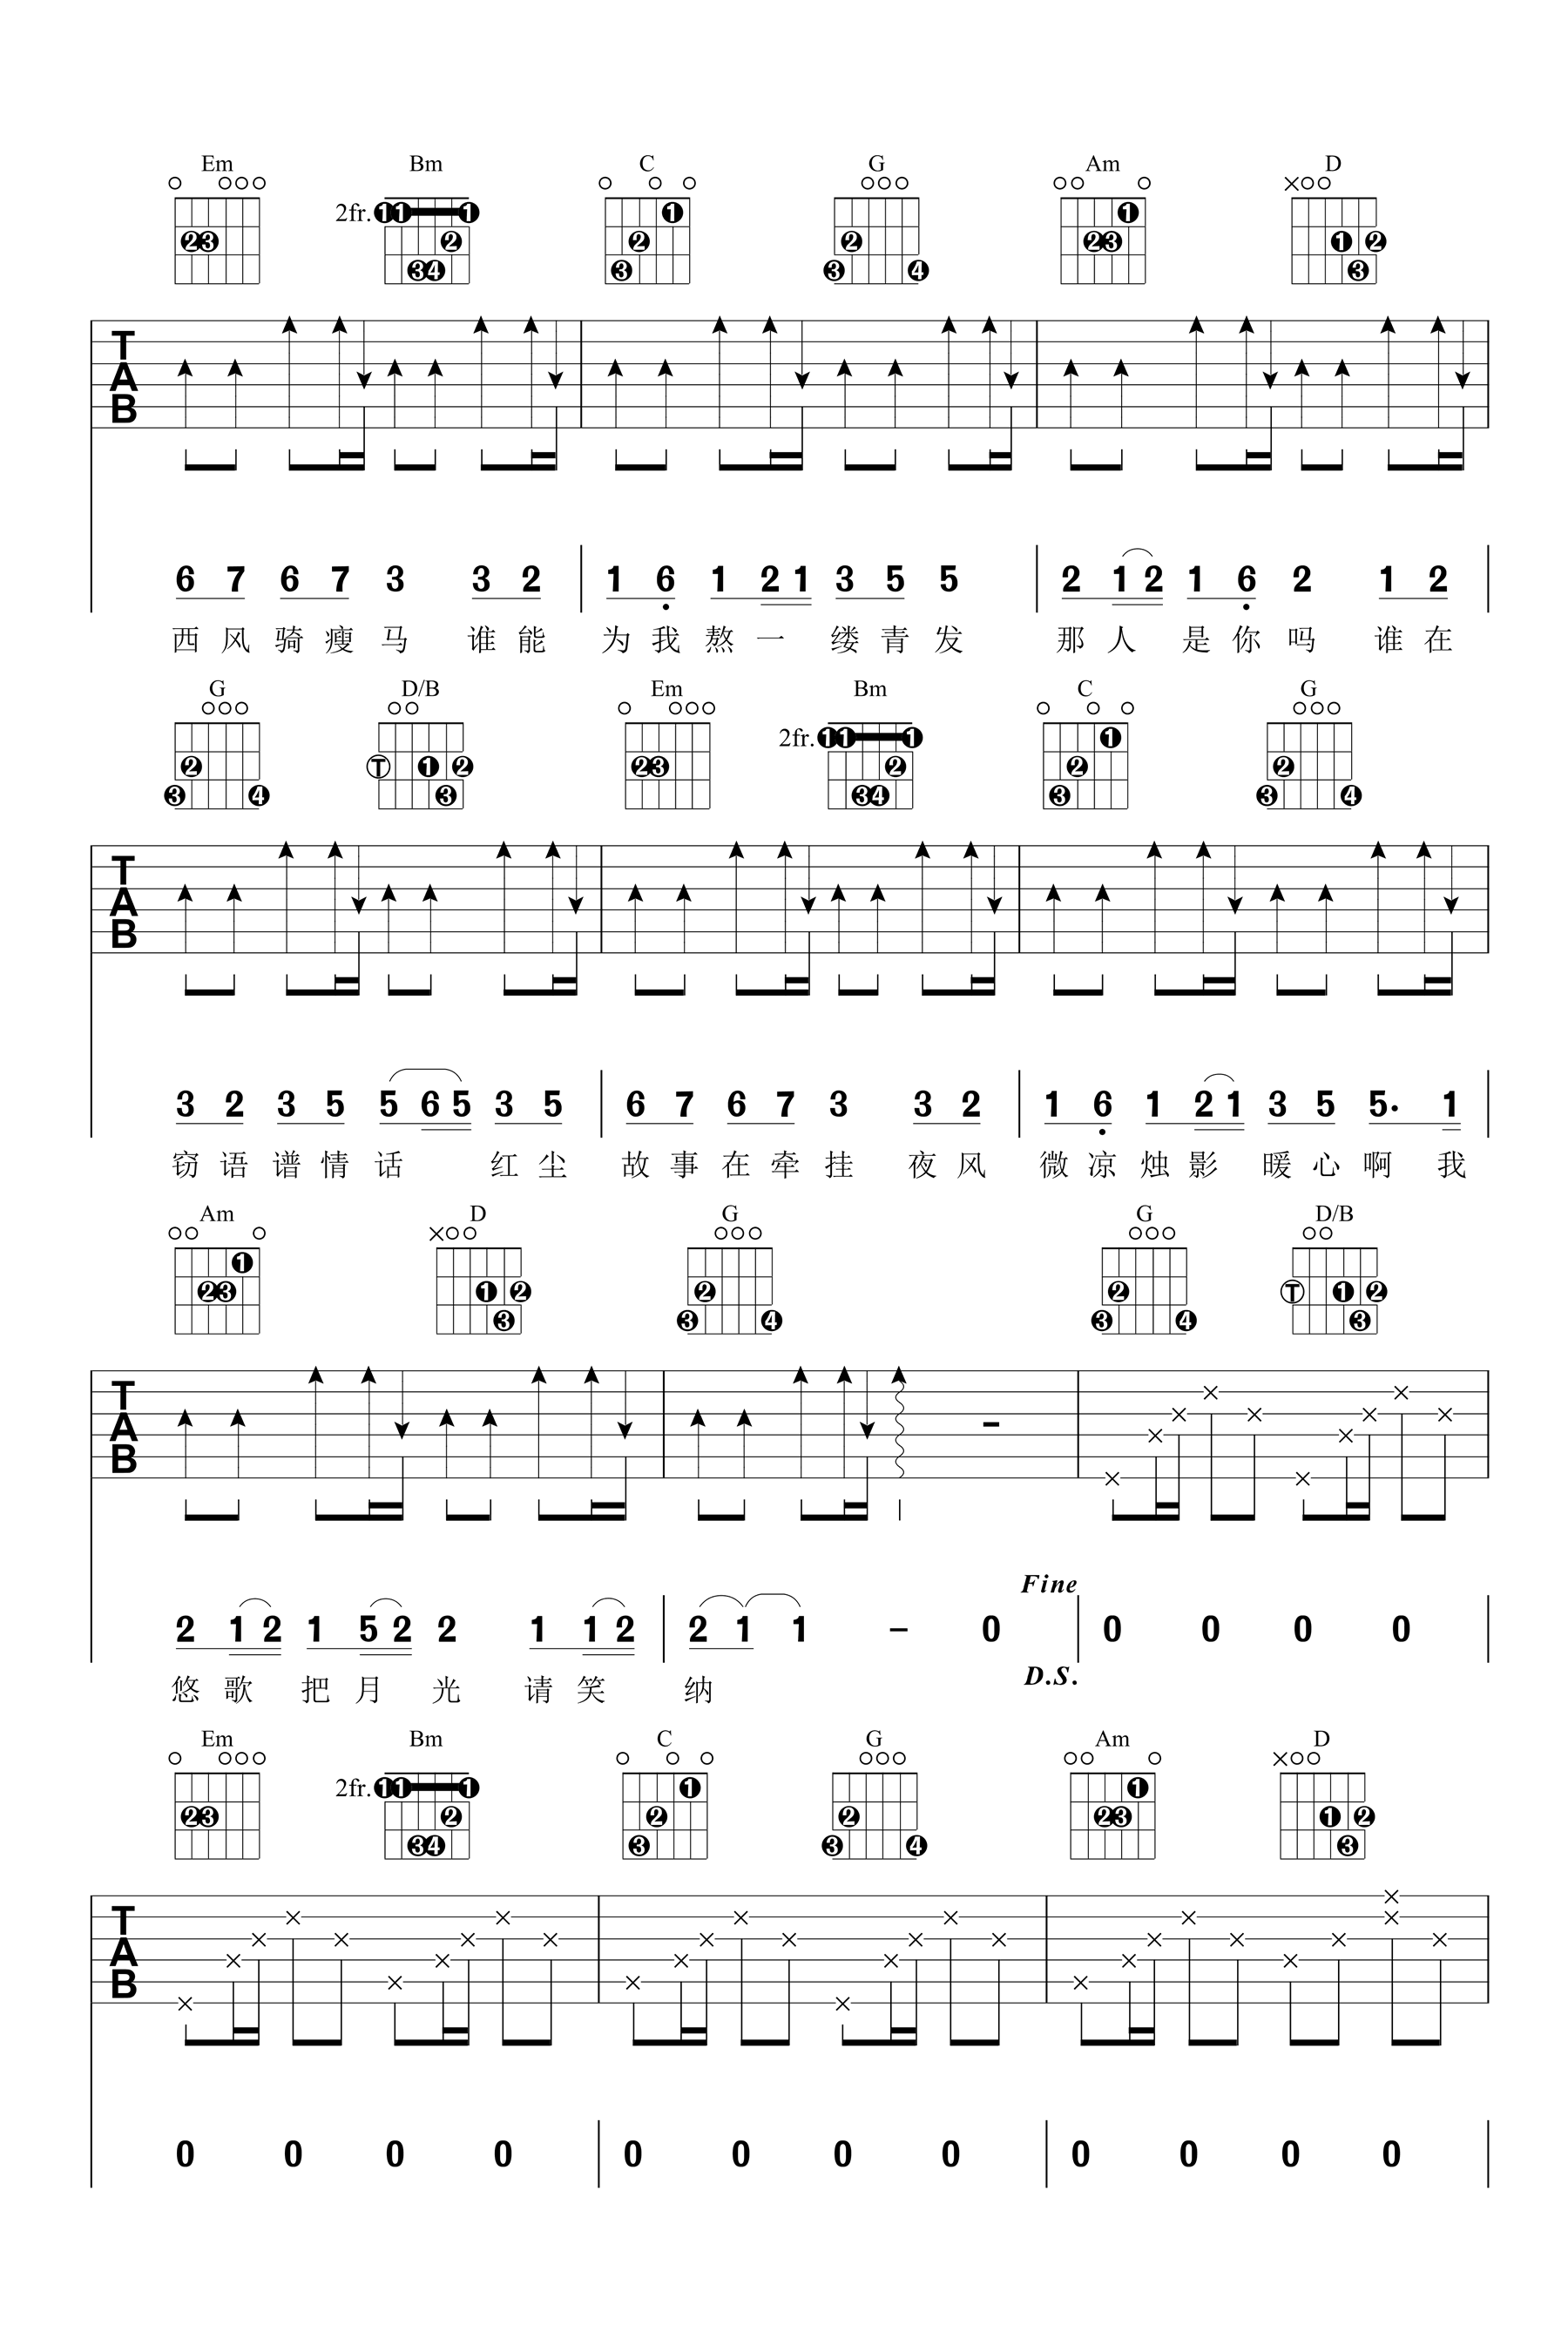 Em Bm C G Am D
2fr.
T
A
B
6 7 6 7 3 3 2 1 6 1 2 1 3 5 5 2 1 2 1 6 2 1 2
西 风 骑 瘦 马 谁 能 为 我 熬 一 缕 青 发 那 人 是 你 吗 谁 在
G D/B Em Bm C G
2fr.
T
A
B
3 2 3 5 5 6 5 3 5 6 7 6 7 3 3 2 1 6 1 2 1 3 5 5. 1
窃 语 谱 情 话 红 尘 故 事 在 牵 挂 夜 风 微 凉 烛 影 暖 心 啊 我
Am D G G D/B
T
A
B
Fine
2 1 2 1 5 2 2 1 1 2 2 1 1 - 0 0 0 0 0
悠 歌 把 月 光 请 笑 纳
D.S.
Em Bm C G Am D
2fr.
T
A
B
0 0 0 0 0 0 0 0 0 0 0 0